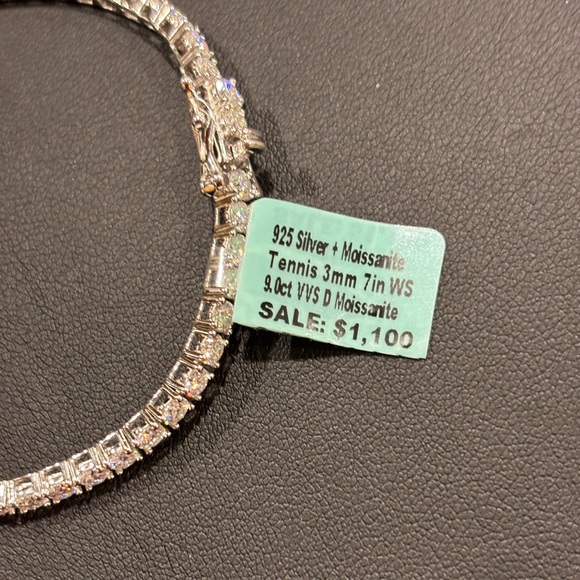 925 Silver + Moissanite
Tennis 3mm 7in WS
9.0ct VVS D Moissanite
SALE: $1,100